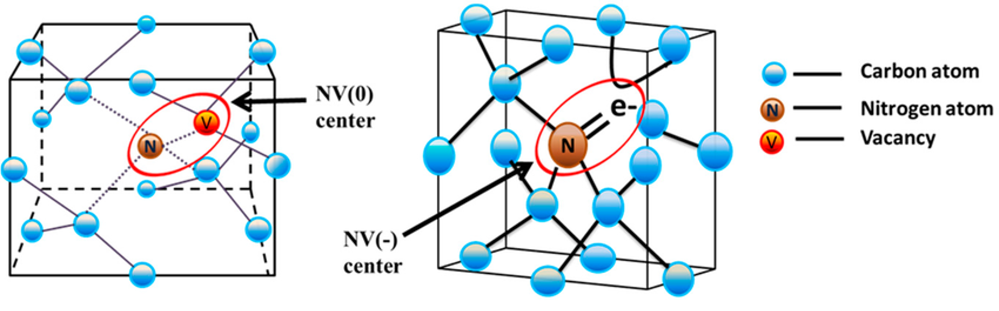 V
N
NV(0)
center
e-
N
NV(-)
center
Carbon atom
N
Nitrogen atom
V
Vacancy